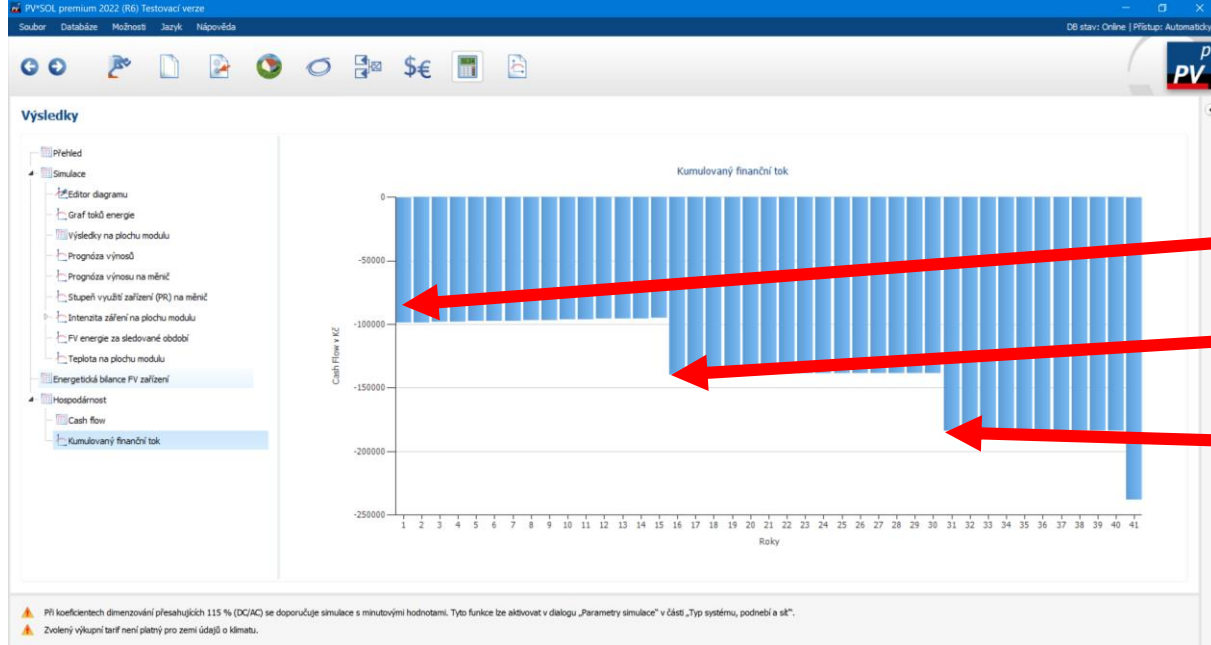 PV*SOL premium 2022 (R6) Testovací verze
Soubor Databáze Možnosti Jazyk Nápověda
DB stav: Online | Přístup: Automaticky
$€
P
PV
Výsledky
Přehled
Simulace
Editor diagramu
Graf toků energie
Výsledky na plochu modulu
Prognóza výnosů
Prognóza výnosu na měnič
Stupeň využití zařízení (PR) na měnič
Intenzita záření na plochu modulu
FV energie za sledované období
Teplota na plochu modulu
Energetická bilance FV zařízení
Hospodárnost
Cash flow
Kumulovaný finanční tok
Kumulovaný finanční tok
Cash Flow v Kč
0
-50000
-100000
-150000
-200000
-250000
1 2 3 4 5 6 7 8 9 10 11 12 13 14 15 16 17 18 19 20 21 22 23 24 25 26 27 28 29 30 31 32 33 34 35 36 37 38 39 40 41
Roky
Při koeficientech dimenzování přesahujících 115 % (DC/AC) se doporučuje simulace s minutovými hodnotami. Tyto funkce lze aktivovat v dialogu „Parametry simulace" v části „Typ systému, podnebí a síť".
Zvolený výkupní tarif není platný pro zemi údajů o klimatu.